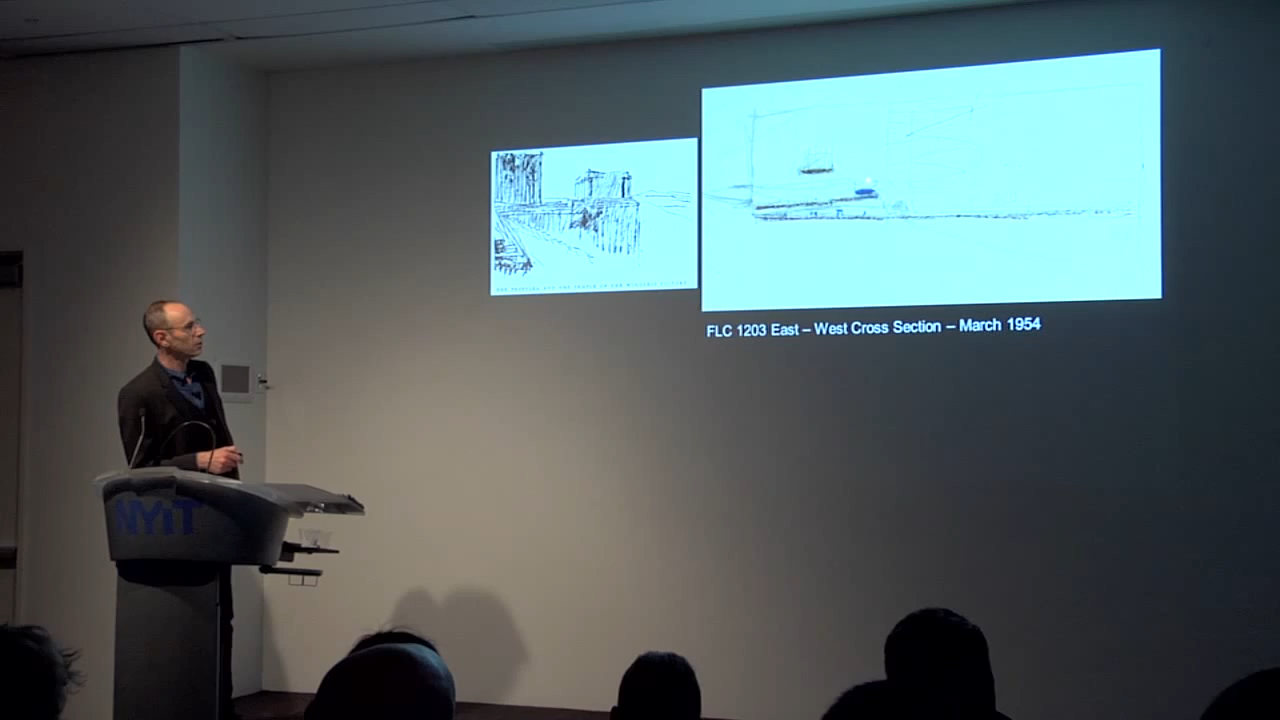 FLC 1203 East – West Cross Section – March 1954
NYiT